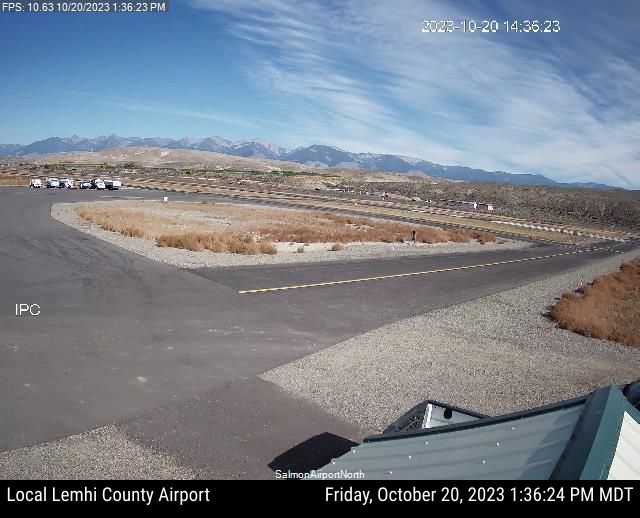 FPS: 10.63 10/20/2023 1:36:23 PM
2023-10-20 14:36:23
IPC
SalmonAirportNorth
Local Lemhi County Airport
Friday, October 20, 2023 1:36:24 PM MDT